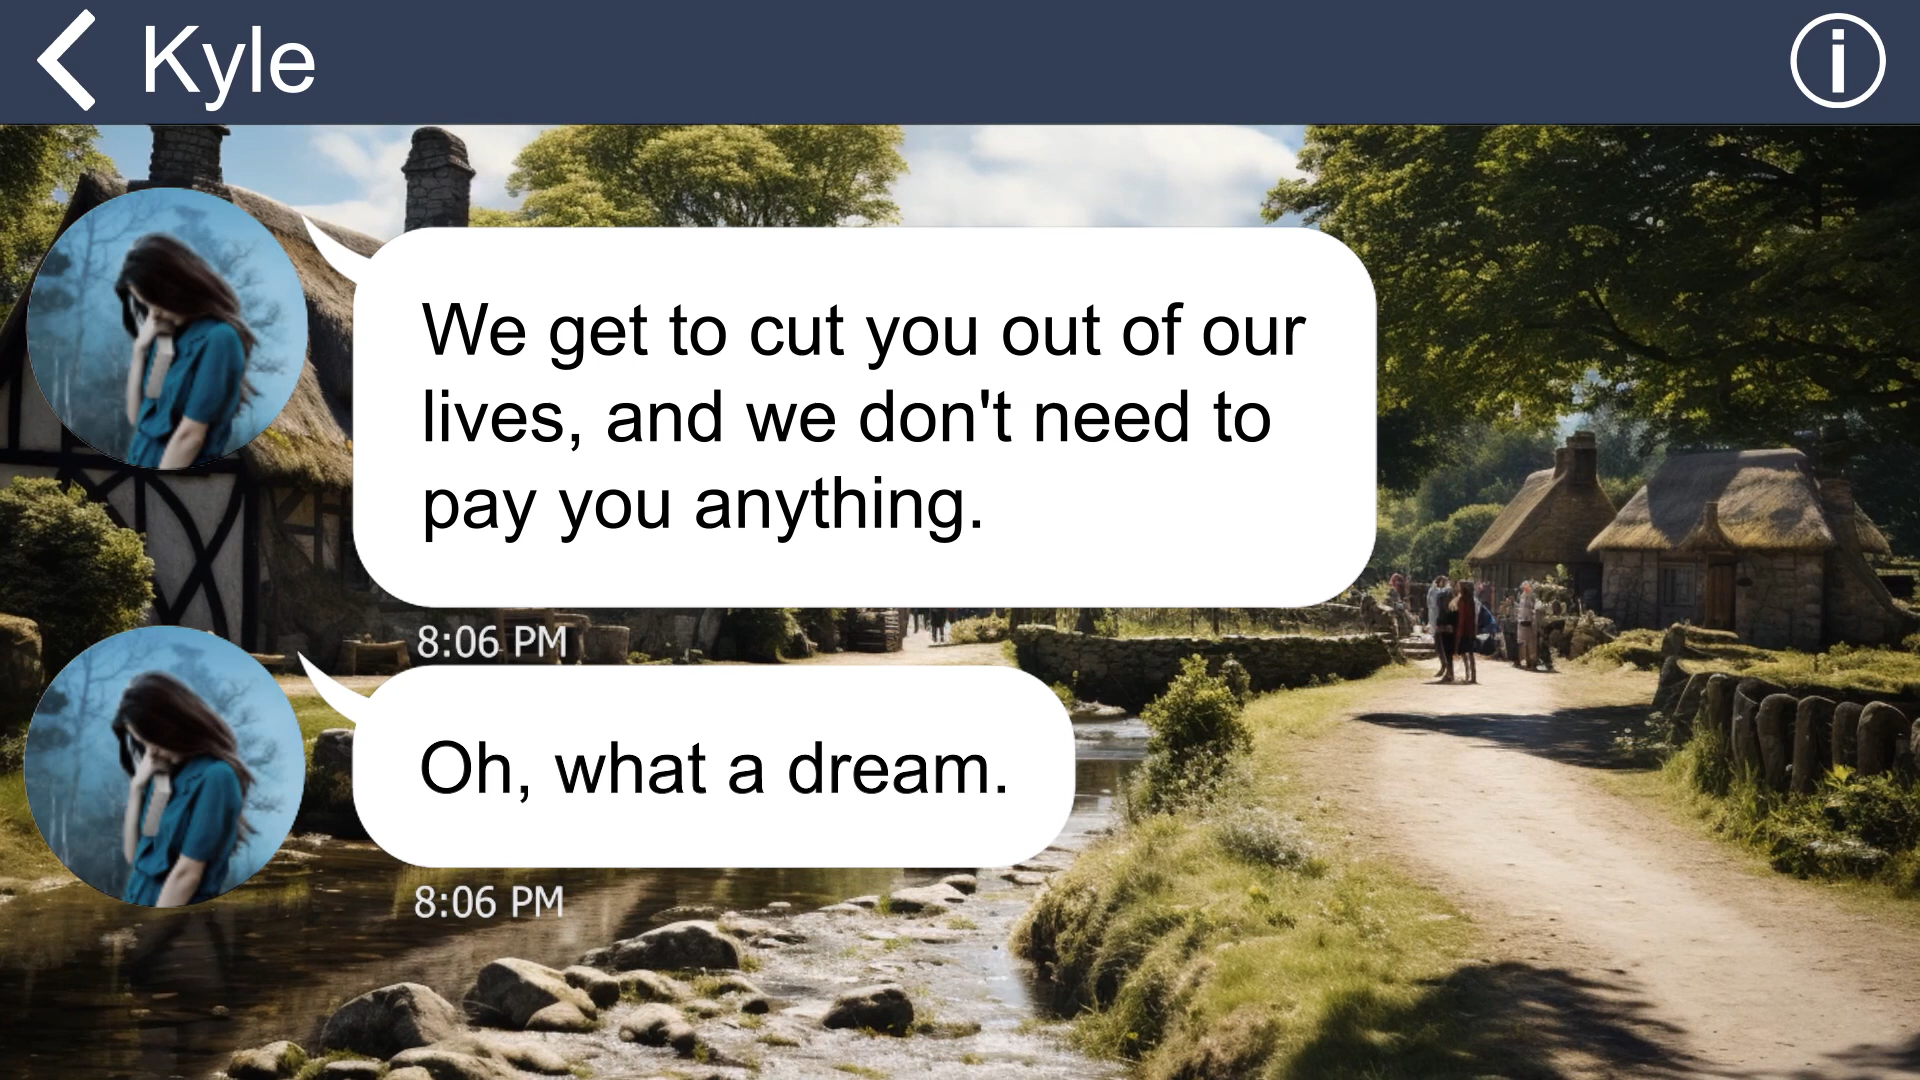 Kyle
We get to cut you out of our
lives, and we don't need to
pay you anything.
8:06 PM
Oh, what a dream.
8:06 PM